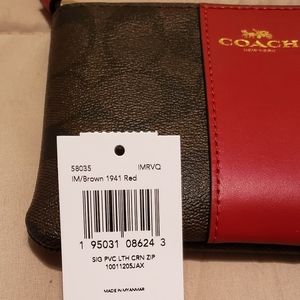 COACH
NEW YORK
58035 IMRVQ
IM/Brown 1941 Red
1 95031 08624 3
SIG PVC LTH CRN ZIP
10011205JAX
MADE IN MYANMAR